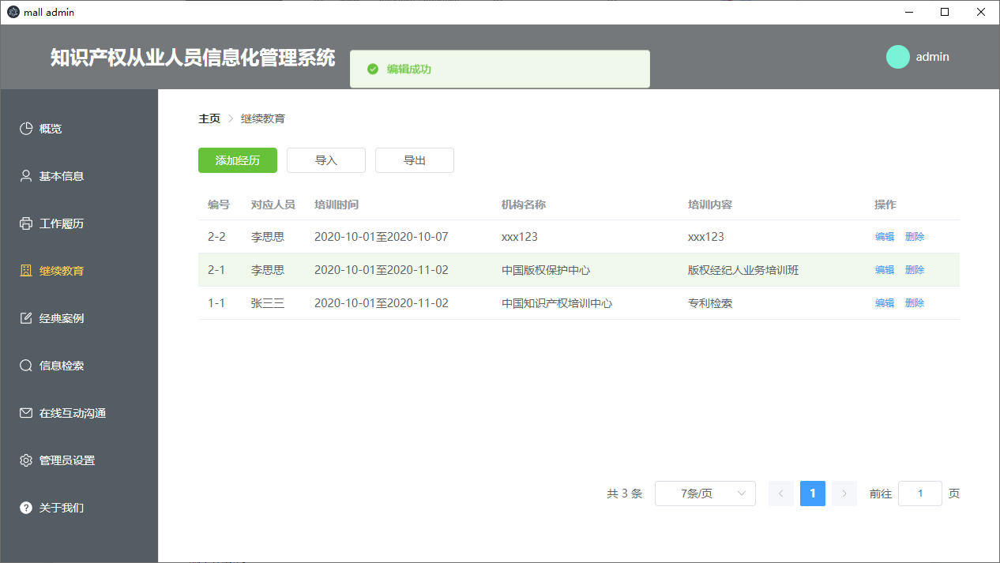 mall admin
知识产权从业人员信息化管理系统
编辑成功
admin
概览
基本信息
工作履历
继续教育
经典案例
信息检索
在线互动沟通
管理员设置
关于我们
主页 继续教育
添加经历 导入 导出
编号 对应人员 培训时间 机构名称 培训内容 操作
2-2 李思思 2020-10-01至2020-10-07 xxx123 xxx123 编辑 删除
2-1 李思思 2020-10-01至2020-11-02 中国版权保护中心 版权经纪人业务培训班 编辑 删除
1-1 张三三 2020-10-01至2020-11-02 中国知识产权培训中心 专利检索 编辑 删除
共 3 条 7条/页 1 前往 1 页